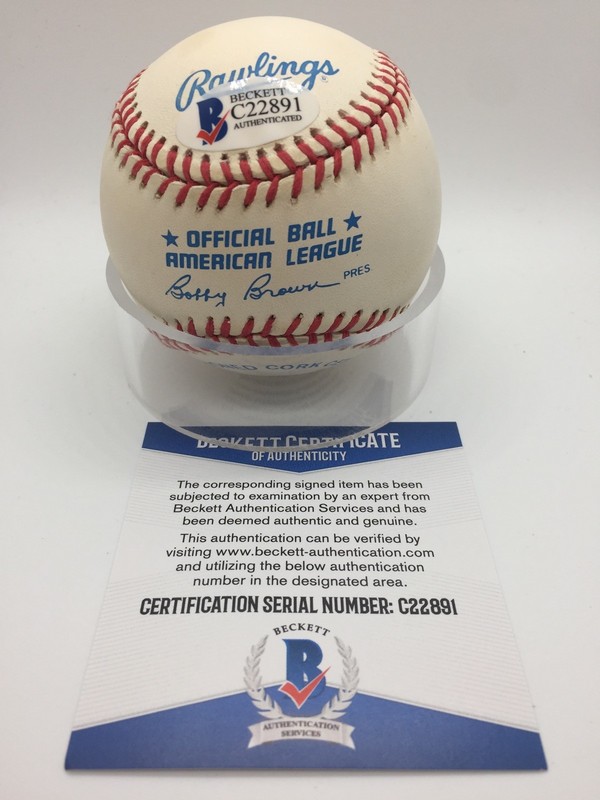 Rawlings
BECKETT
C22891
AUTHENTICATED
OFFICIAL BALL
AMERICAN LEAGUE
Bobby Brown PRES
CORK
BECKETT CERTIFICATE
OF AUTHENTICITY
The corresponding signed item has been
subjected to examination by an expert from
Beckett Authentication Services and has
been deemed authentic and genuine.
This authentication can be verified by
visiting www.beckett-authentication.com
and utilizing the below authentication
number in the designated area.
CERTIFICATION SERIAL NUMBER: C22891
BECKETT
B
AUTHENTICATION
SERVICES